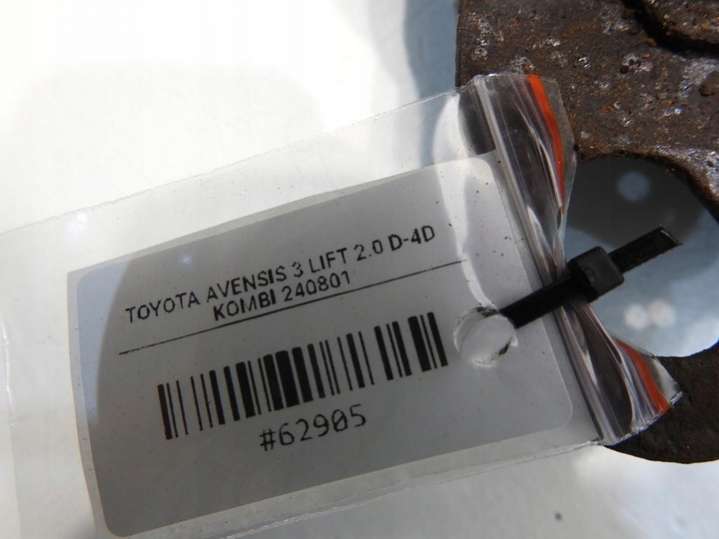 TOYOTA AVENSIS 3 LIFT 2.0 D-4D
KOMBI 240801
#62905